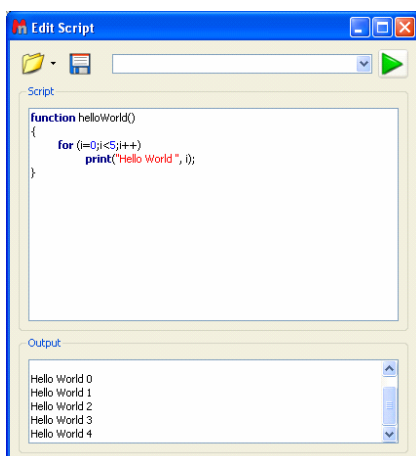 Edit Script
Script
function helloWorld()
{
for (i=0;i<5;i++)
print("Hello World ", i);
}
Output
Hello World 0
Hello World 1
Hello World 2
Hello World 3
Hello World 4